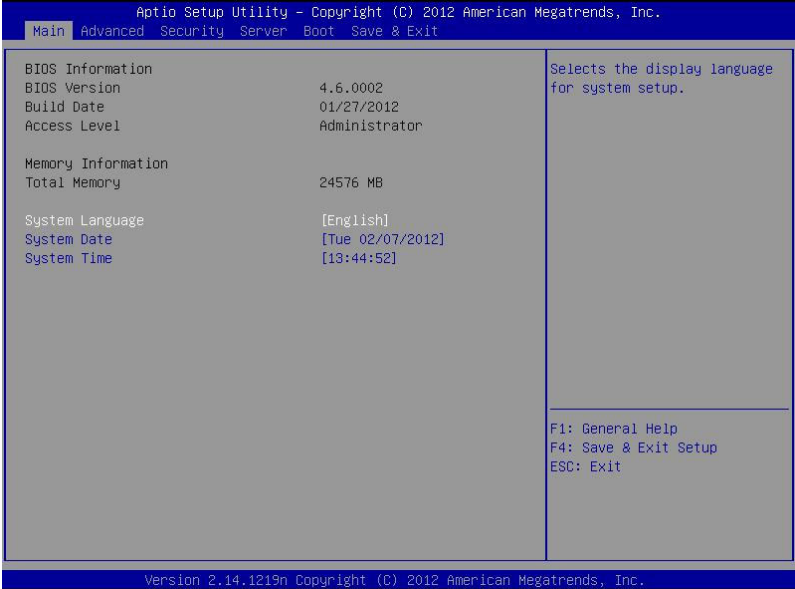 Aptio Setup Utility – Copyright (C) 2012 American Megatrends, Inc.
Main Advanced Security Server Boot Save & Exit
BIOS Information
BIOS Version 4.6.0002
Build Date 01/27/2012
Access Level Administrator
Memory Information
Total Memory 24576 MB
System Language [English]
System Date [Tue 02/07/2012]
System Time [13:44:52]
Selects the display language
for system setup.
F1: General Help
F4: Save & Exit Setup
ESC: Exit
Version 2.14.1219n Copyright (C) 2012 American Megatrends, Inc.